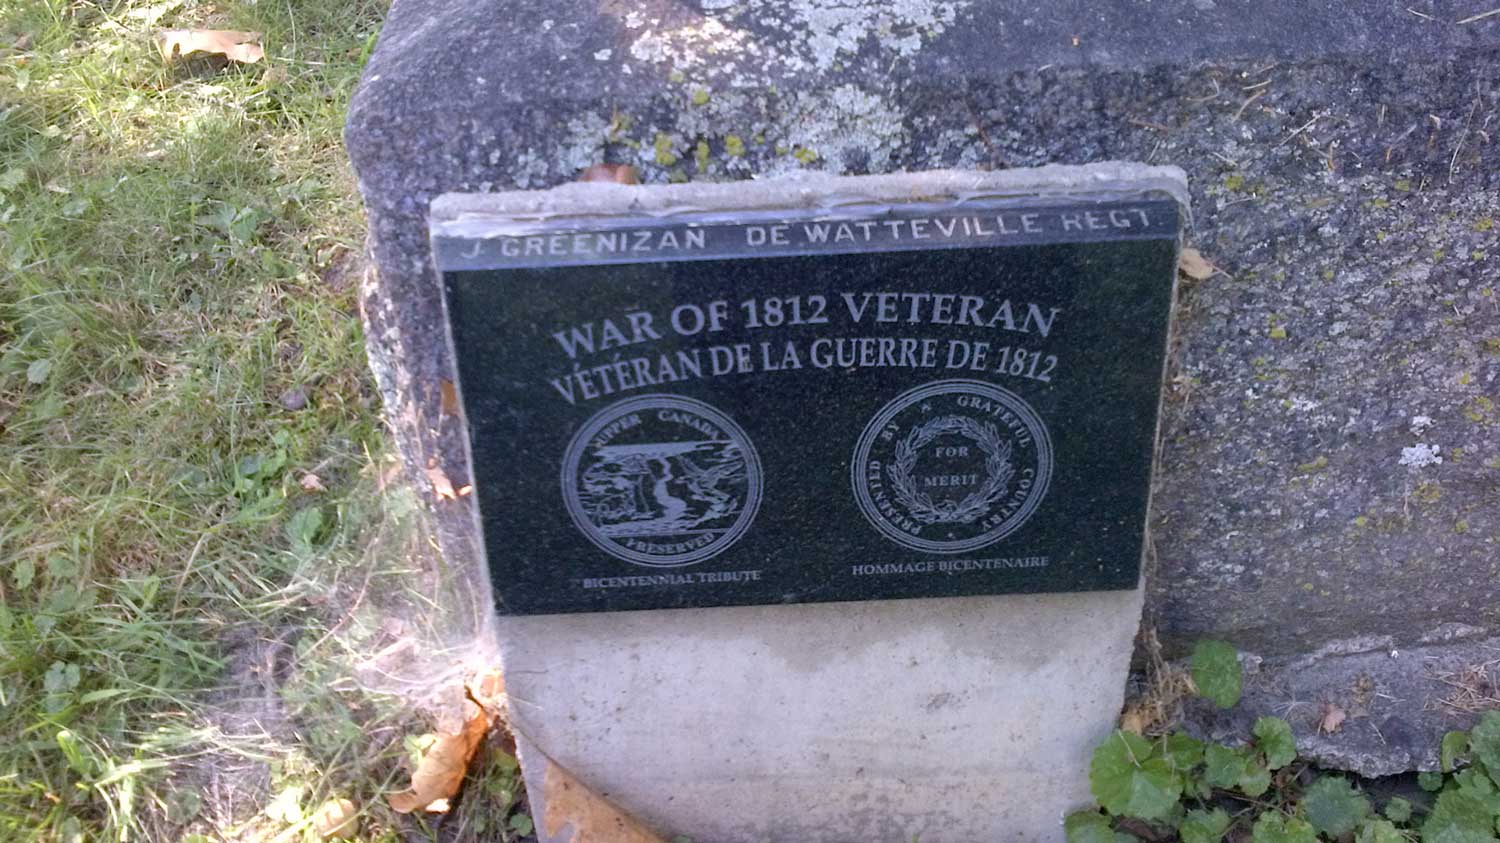 J GREENIZAN DE WATTEVILLE REGT
WAR OF 1812 VETERAN
VÉTÉRAN DE LA GUERRE DE 1812
UPPER CANADA
PRESERVED
PRESENTED BY A GRATEFUL COUNTRY
FOR
MERIT
BICENTENNIAL TRIBUTE
HOMMAGE BICENTENAIRE